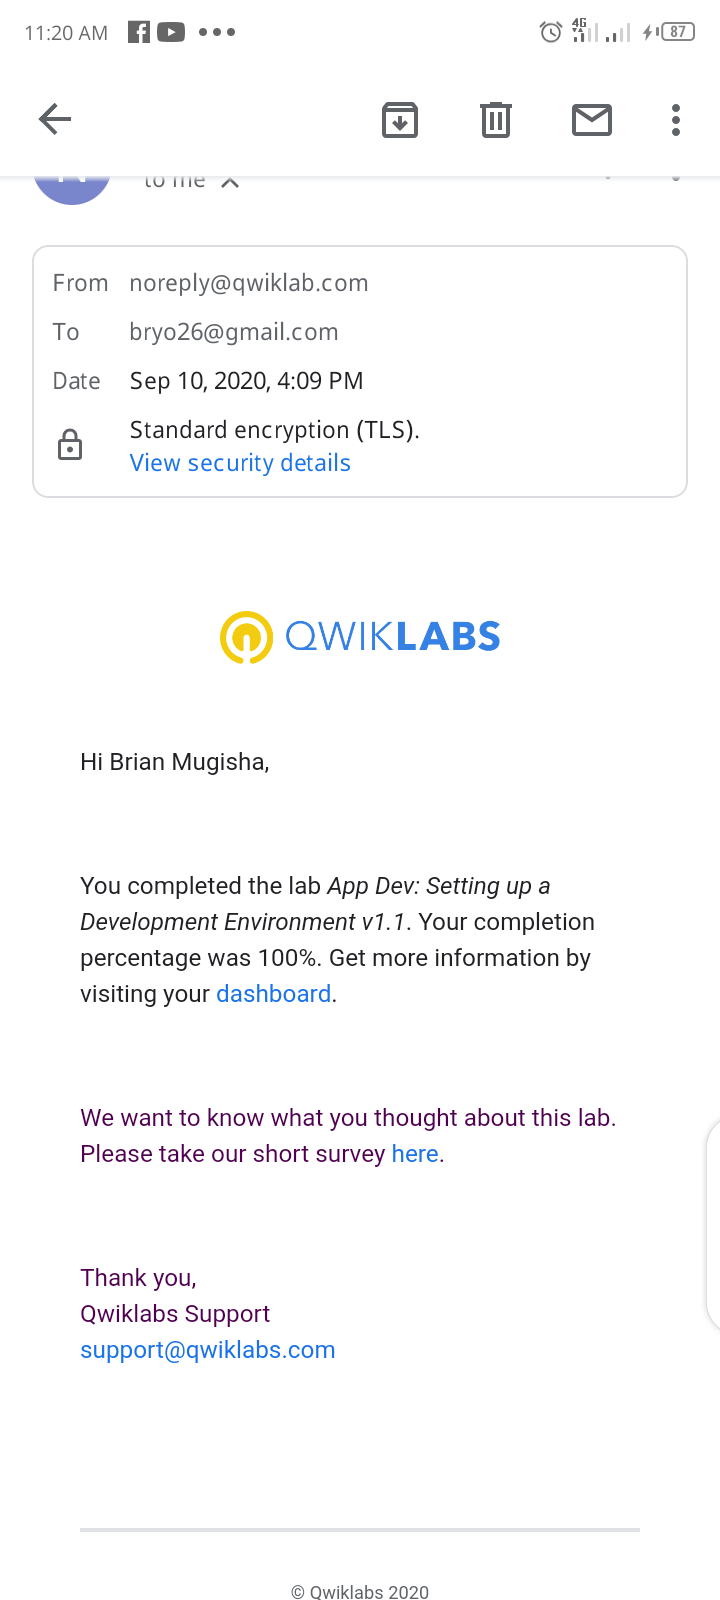 11:20 AM 4G 87
to me
From noreply@qwiklab.com
To bryo26@gmail.com
Date Sep 10, 2020, 4:09 PM
Standard encryption (TLS).
View security details
QWIKLABS
Hi Brian Mugisha,
You completed the lab App Dev: Setting up a
Development Environment v1.1. Your completion
percentage was 100%. Get more information by
visiting your dashboard.
We want to know what you thought about this lab.
Please take our short survey here.
Thank you,
Qwiklabs Support
support@qwiklabs.com
© Qwiklabs 2020